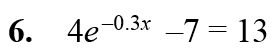 6. 4e^{-0.3x} –7 = 13